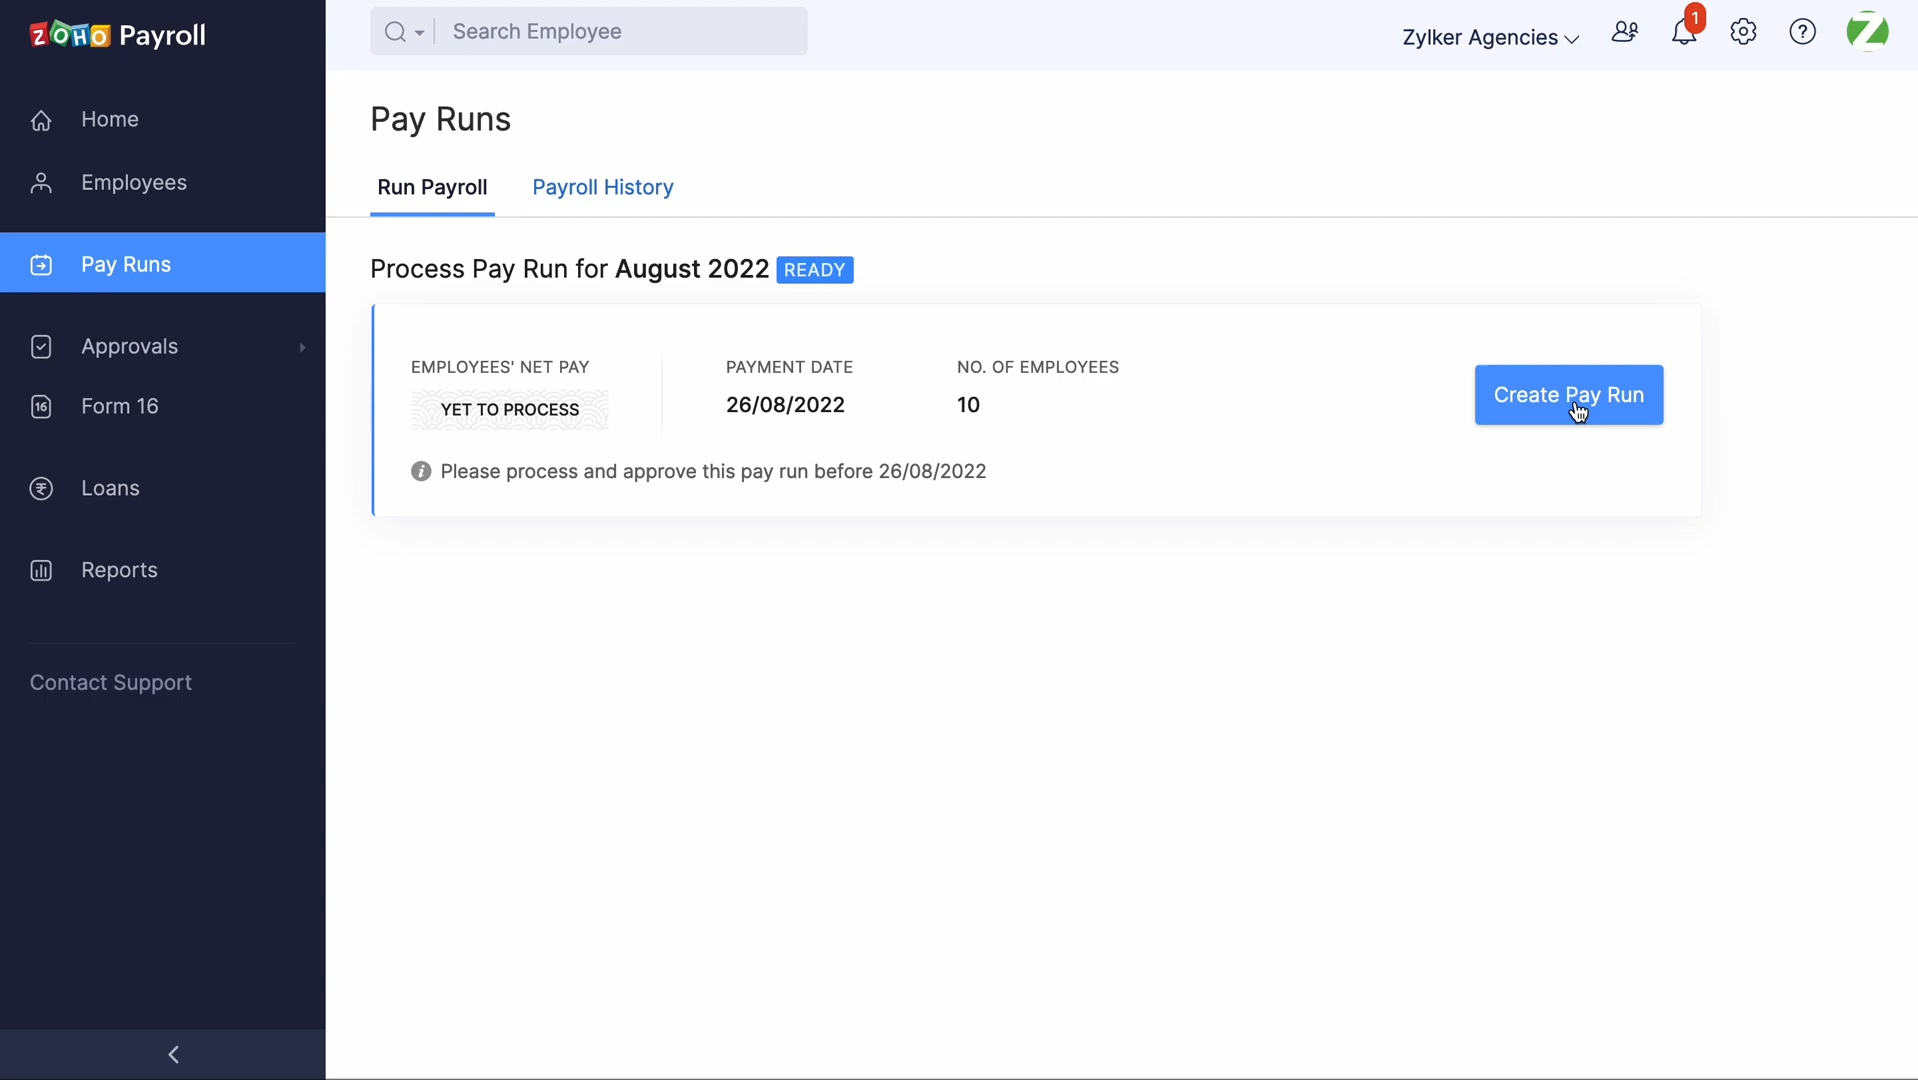 ZOHO Payroll
Search Employee
Zylker Agencies
1
Home
Employees
Pay Runs
Approvals
16 Form 16
Loans
Reports
Contact Support
Pay Runs
Run Payroll Payroll History
Process Pay Run for August 2022 READY
EMPLOYEES' NET PAY PAYMENT DATE NO. OF EMPLOYEES
YET TO PROCESS 26/08/2022 10
Create Pay Run
Please process and approve this pay run before 26/08/2022